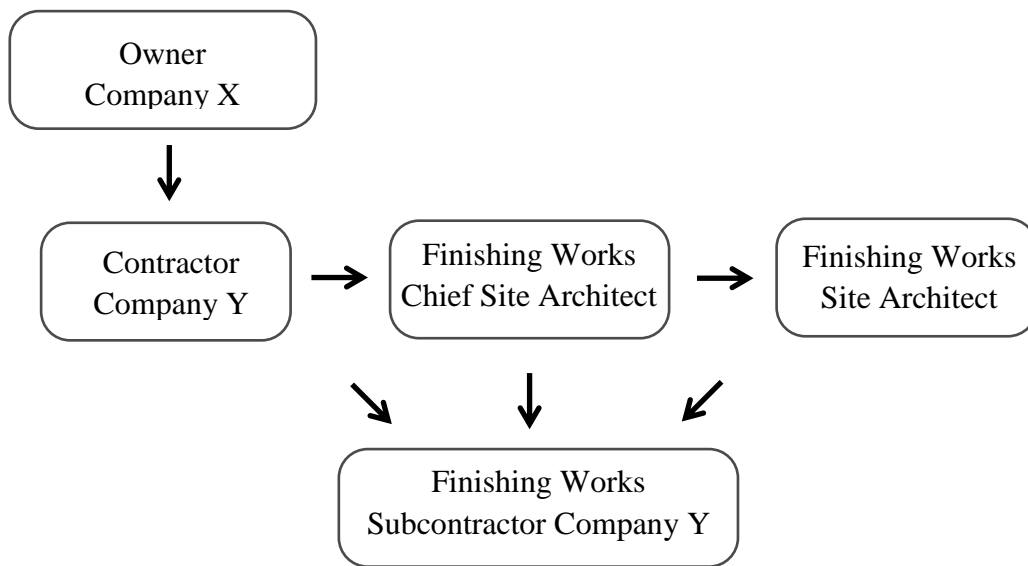 Owner
Company X
Contractor
Company Y
Finishing Works
Chief Site Architect
Finishing Works
Site Architect
Finishing Works
Subcontractor Company Y